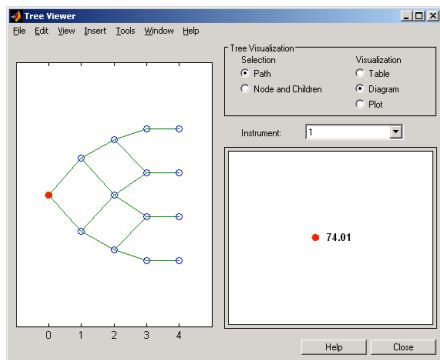 Tree Viewer
File Edit View Insert Tools Window Help
Tree Visualization
Selection Visualization
Path Table
Node and Children Diagram
Plot
Instrument: 1
74.01
0 1 2 3 4
Help Close